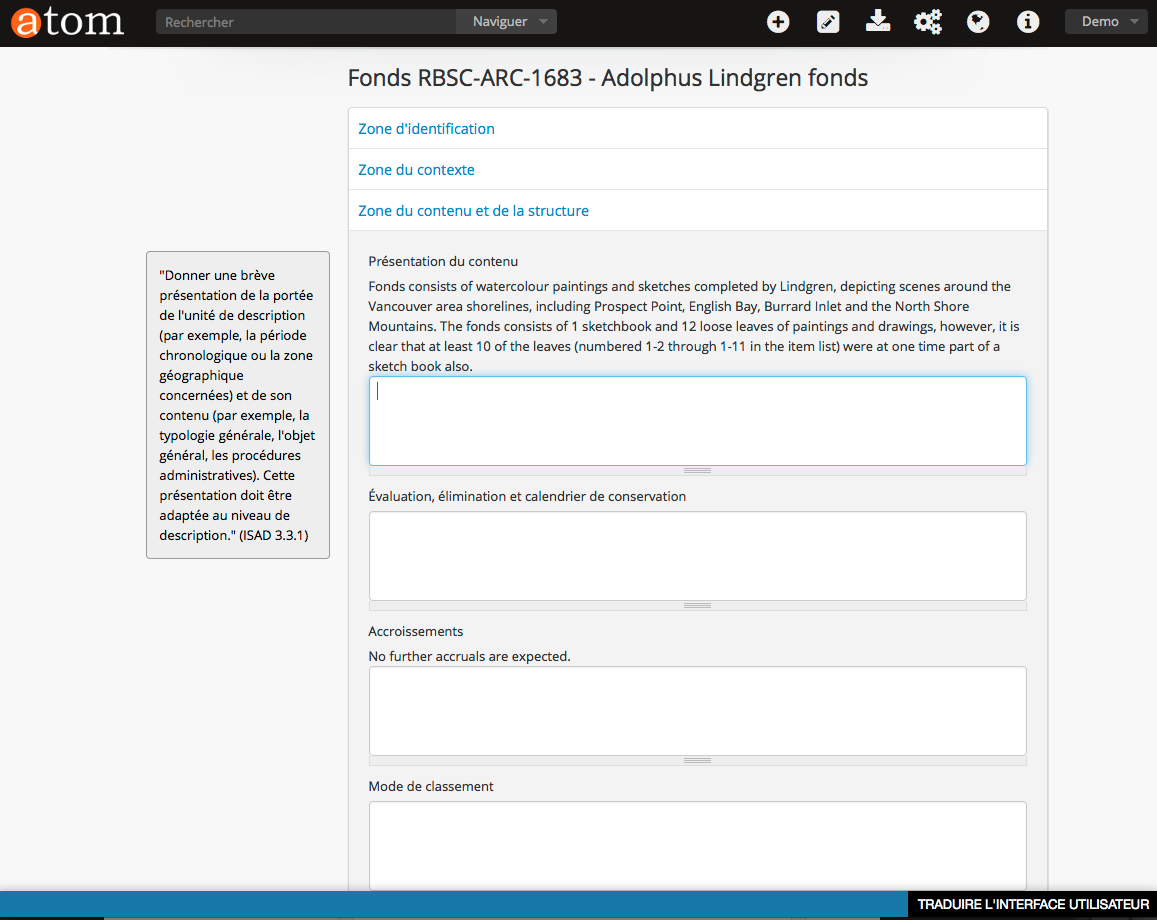 atom
Rechercher
Naviguer
Demo
Fonds RBSC-ARC-1683 - Adolphus Lindgren fonds
Zone d'identification
Zone du contexte
Zone du contenu et de la structure
"Donner une brève
présentation de la portée
de l'unité de description
(par exemple, la période
chronologique ou la zone
géographique
concernées) et de son
contenu (par exemple, la
typologie générale, l'objet
général, les procédures
administratives). Cette
présentation doit être
adaptée au niveau de
description." (ISAD 3.3.1)
Présentation du contenu
Fonds consists of watercolour paintings and sketches completed by Lindgren, depicting scenes around the
Vancouver area shorelines, including Prospect Point, English Bay, Burrard Inlet and the North Shore
Mountains. The fonds consists of 1 sketchbook and 12 loose leaves of paintings and drawings, however, it is
clear that at least 10 of the leaves (numbered 1-2 through 1-11 in the item list) were at one time part of a
sketch book also.
Évaluation, élimination et calendrier de conservation
Accroissements
No further accruals are expected.
Mode de classement
TRADUIRE L'INTERFACE UTILISATEUR